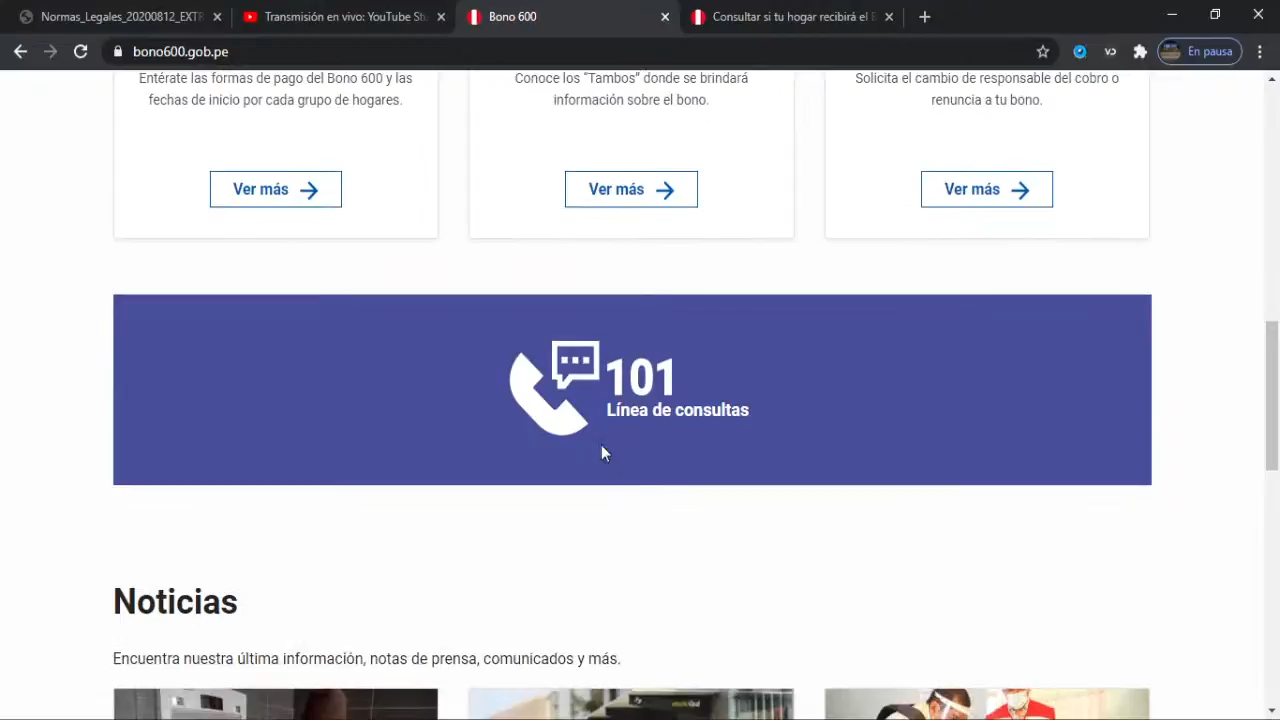 Normas_Legales_20200812_EXTR
Transmisión en vivo: YouTube St
Bono 600
Consultar si tu hogar recibirá el B
bono600.gob.pe
En pausa
Entérate las formas de pago del Bono 600 y las
fechas de inicio por cada grupo de hogares.
Ver más
Conoce los “Tambos” donde se brindará
información sobre el bono.
Ver más
Solicita el cambio de responsable del cobro o
renuncia a tu bono.
Ver más
101
Línea de consultas
Noticias
Encuentra nuestra última información, notas de prensa, comunicados y más.